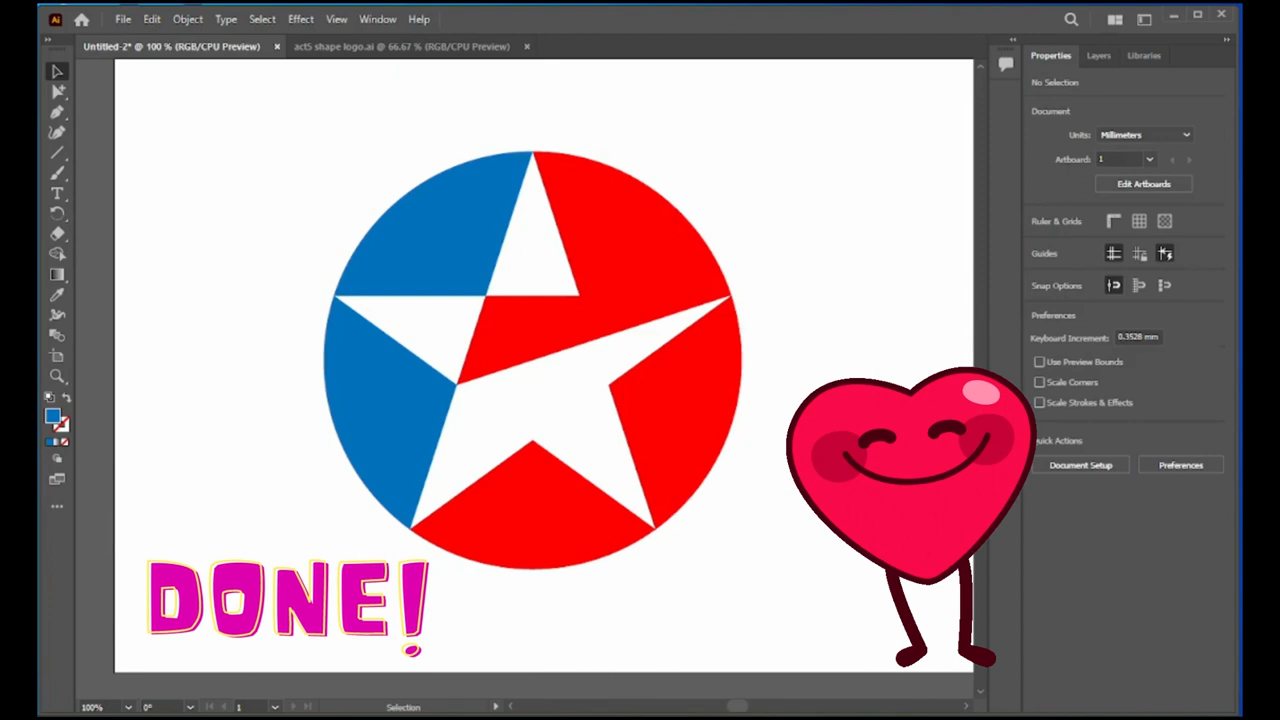 Ai File Edit Object Type Select Effect View Window Help
Untitled-2* @ 100 % (RGB/CPU Preview) × act5 shape logo.ai @ 66.67 % (RGB/CPU Preview) ×
Properties Layers Libraries
No Selection
Document
Units: Millimeters
Artboard: 1
Edit Artboards
Ruler & Grids
Guides
Snap Options
Preferences
Keyboard Increment: 0.3528 mm
Use Preview Bounds
Scale Corners
Scale Strokes & Effects
uick Actions
Document Setup Preferences
DONE!
100% 0° 1 Selection